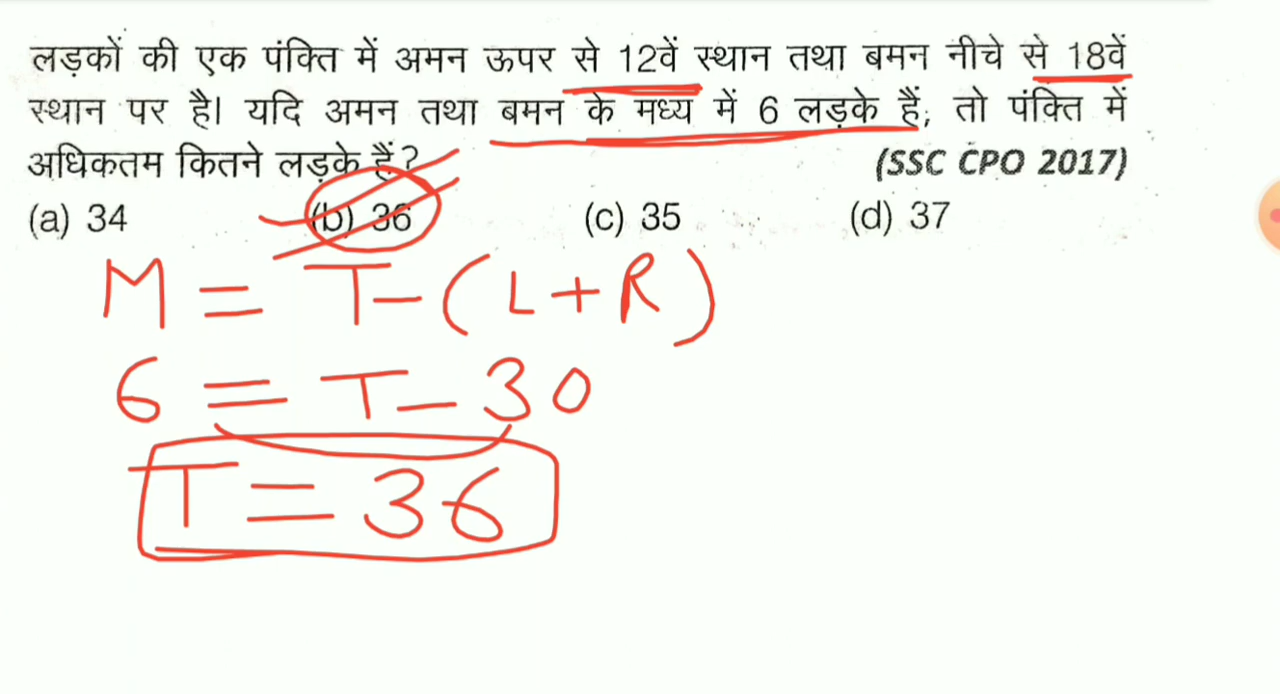 लड़कों की एक पंक्ति में अमन ऊपर से 12वें स्थान तथा बमन नीचे से 18वें
स्थान पर है। यदि अमन तथा बमन के मध्य में 6 लड़के हैं, तो पंक्ति में
अधिकतम कितने लड़के हैं? (SSC CPO 2017)
(a) 34 (b) 36 (c) 35 (d) 37
M = T - (L + R)
6 = T - 30
T = 36